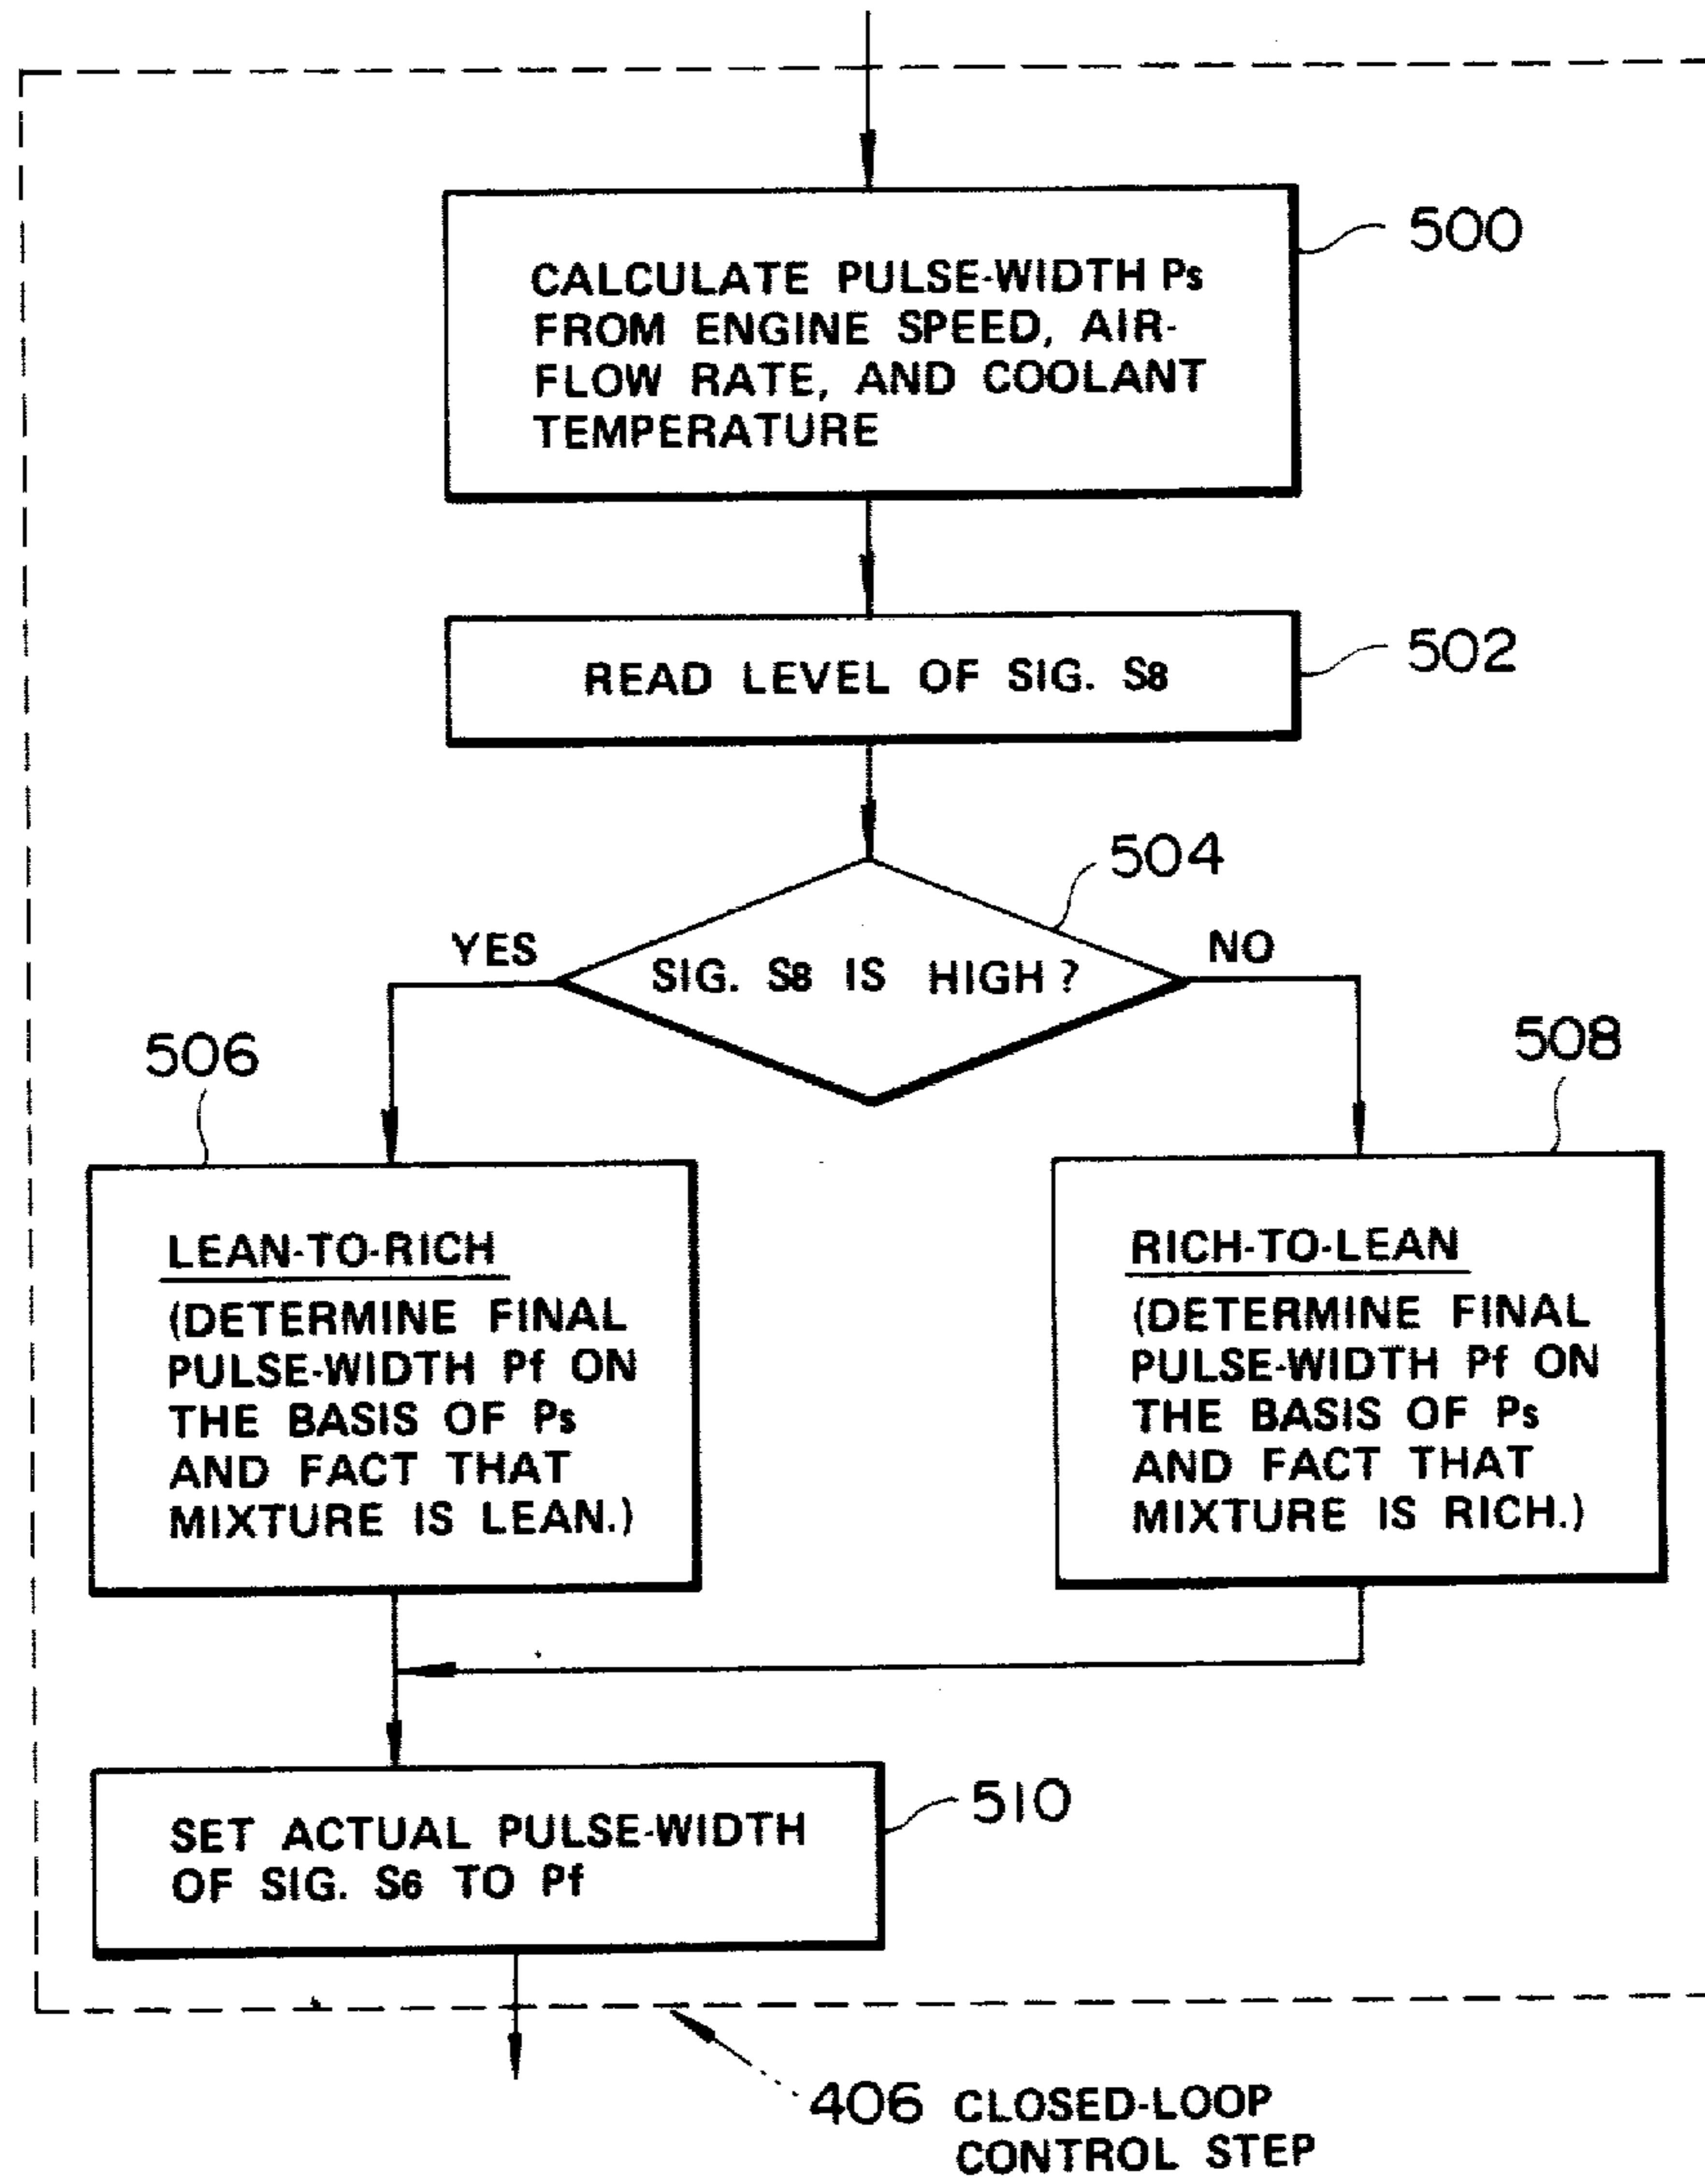 500
CALCULATE PULSE-WIDTH Ps
FROM ENGINE SPEED, AIR-
FLOW RATE, AND COOLANT
TEMPERATURE
502
READ LEVEL OF SIG. S8
504
YES
NO
SIG. S8 IS HIGH?
506
508
LEAN-TO-RICH
(DETERMINE FINAL
PULSE-WIDTH Pf ON
THE BASIS OF Ps
AND FACT THAT
MIXTURE IS LEAN.)
RICH-TO-LEAN
(DETERMINE FINAL
PULSE-WIDTH Pf ON
THE BASIS OF Ps
AND FACT THAT
MIXTURE IS RICH.)
510
SET ACTUAL PULSE-WIDTH
OF SIG. S6 TO Pf
406 CLOSED-LOOP
CONTROL STEP